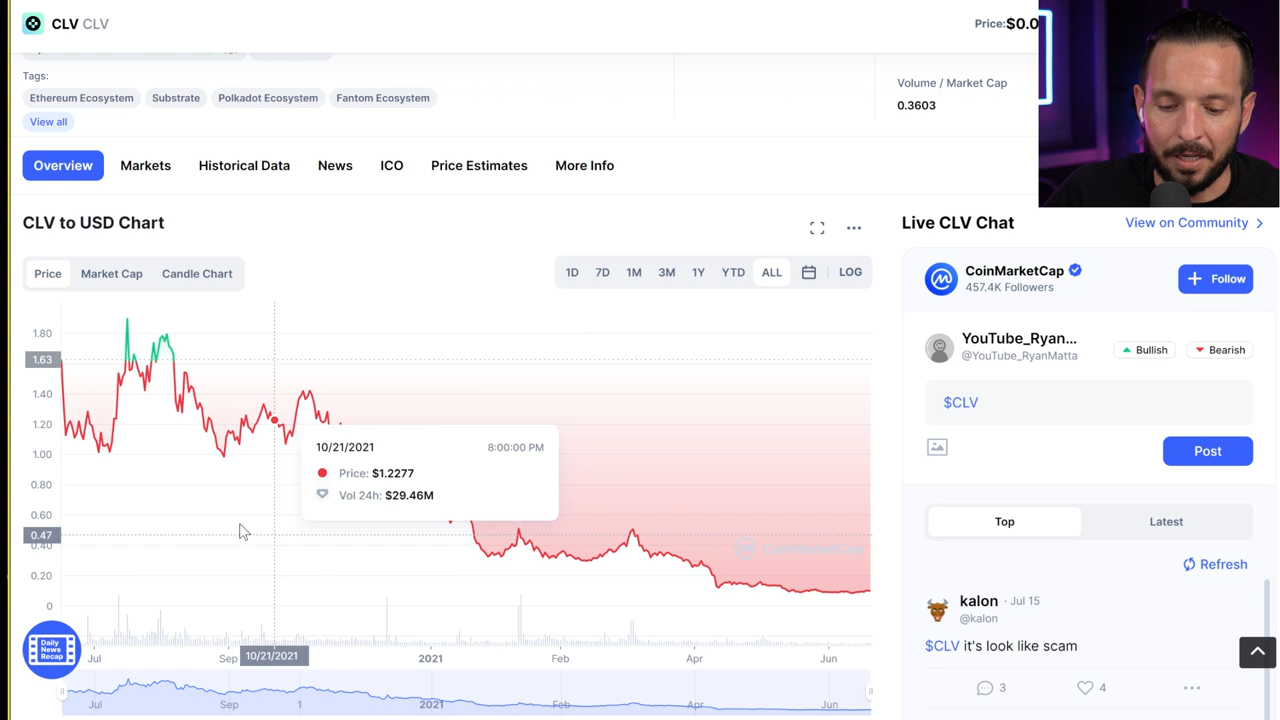 CLV CLV
Price:$0.0
Tags:
Ethereum Ecosystem Substrate Polkadot Ecosystem Fantom Ecosystem
View all
Volume / Market Cap
0.3603
Overview Markets Historical Data News ICO Price Estimates More Info
CLV to USD Chart
Price Market Cap Candle Chart
1D 7D 1M 3M 1Y YTD ALL LOG
1.80
1.63
1.40
1.20
1.00
0.80
0.60
0.47
0.40
0.20
0
10/21/2021 8:00:00 PM
Price: $1.2277
Vol 24h: $29.46M
CoinMarketCap
Jul Sep 10/21/2021 2021 Feb Apr Jun
Jul Sep 1 2021 Feb Apr Jun
Daily
News
Recap
Live CLV Chat View on Community
CoinMarketCap
457.4K Followers
Follow
YouTube_Ryan...
@YouTube_RyanMatta
Bullish Bearish
$CLV
Post
Top Latest
Refresh
kalon · Jul 15
@kalon
$CLV it's look like scam
3 4